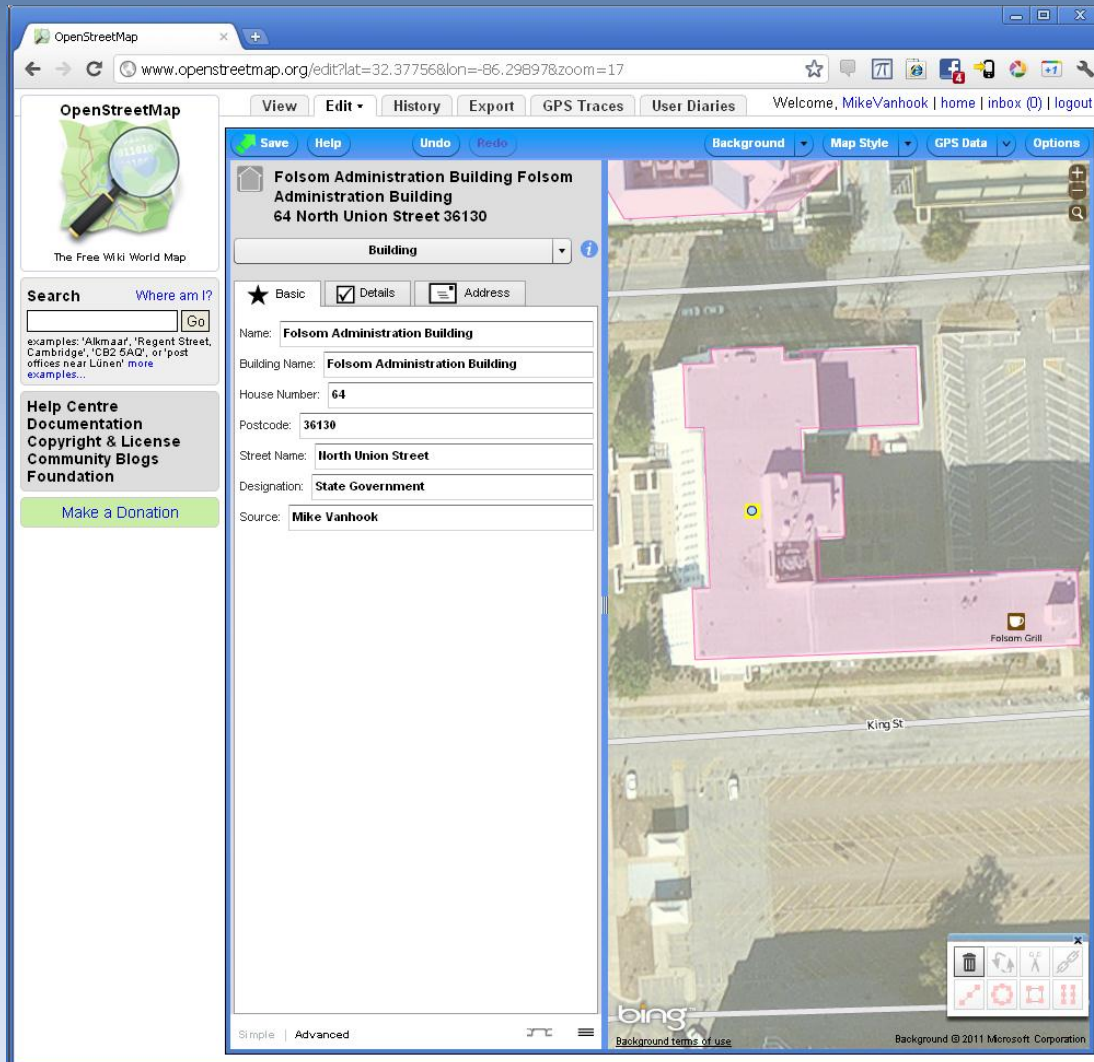 OpenStreetMap
www.openstreetmap.org/edit?lat=32.37756&lon=-86.29897&zoom=17
4
+1
OpenStreetMap
The Free Wiki World Map
View Edit History Export GPS Traces User Diaries
Welcome, MikeVanhook | home | inbox (0) | logout
Save Help Undo Redo Background Map Style GPS Data Options
Search Where am I?
Go
examples: 'Alkmaar', 'Regent Street,
Cambridge', 'CB2 5AQ', or 'post
offices near Lünen' more
examples...
Help Centre
Documentation
Copyright & License
Community Blogs
Foundation
Make a Donation
Folsom Administration Building Folsom
Administration Building
64 North Union Street 36130
Building
Basic Details Address
Name: Folsom Administration Building
Building Name: Folsom Administration Building
House Number: 64
Postcode: 36130
Street Name: North Union Street
Designation: State Government
Source: Mike Vanhook
Simple | Advanced
Folsom Grill
King St
bing
Background terms of use
Background © 2011 Microsoft Corporation